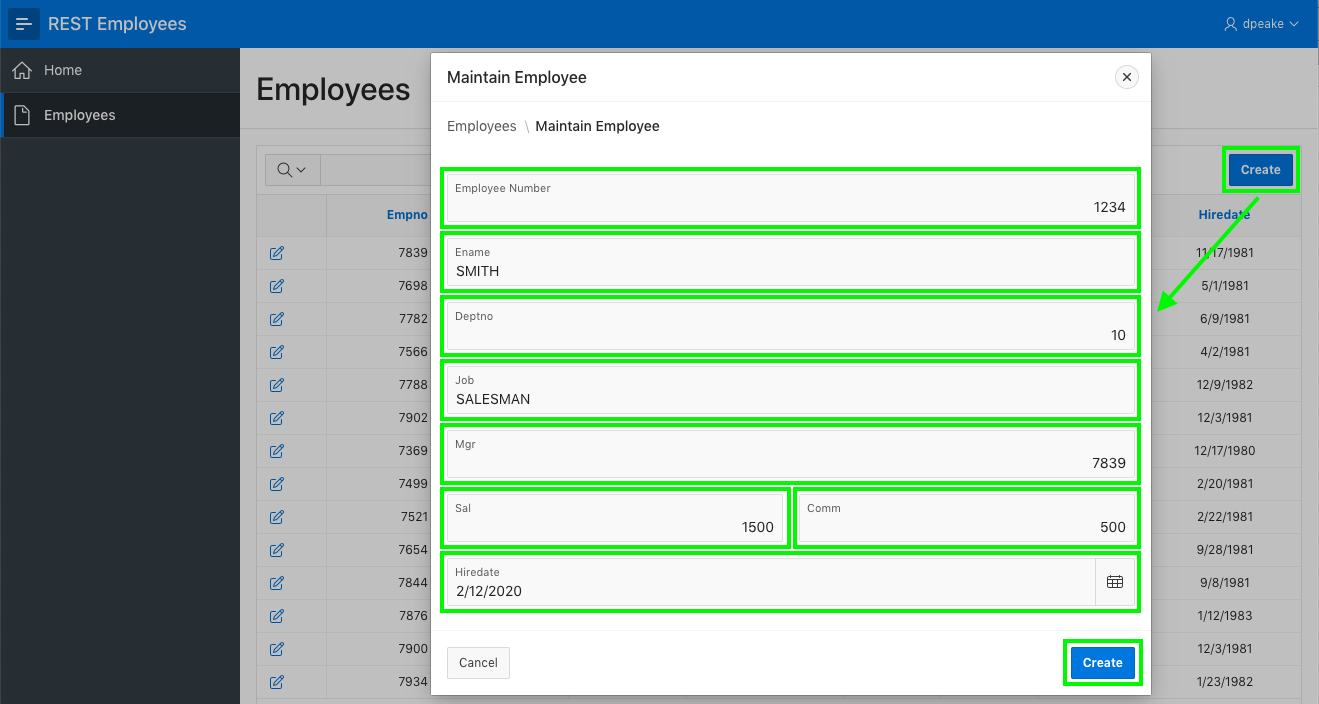 REST Employees
dpeake
Home
Employees
Employees
Maintain Employee
Employees \ Maintain Employee
Create
Employee Number
1234
Ename
SMITH
Deptno
10
Job
SALESMAN
Mgr
7839
Sal
1500
Comm
500
Hiredate
2/12/2020
Cancel
Create
Empno Hiredate
7839 11/17/1981
7698 5/1/1981
7782 6/9/1981
7566 4/2/1981
7788 12/9/1982
7902 12/3/1981
7369 12/17/1980
7499 2/20/1981
7521 2/22/1981
7654 9/28/1981
7844 9/8/1981
7876 1/12/1983
7900 12/3/1981
7934 1/23/1982